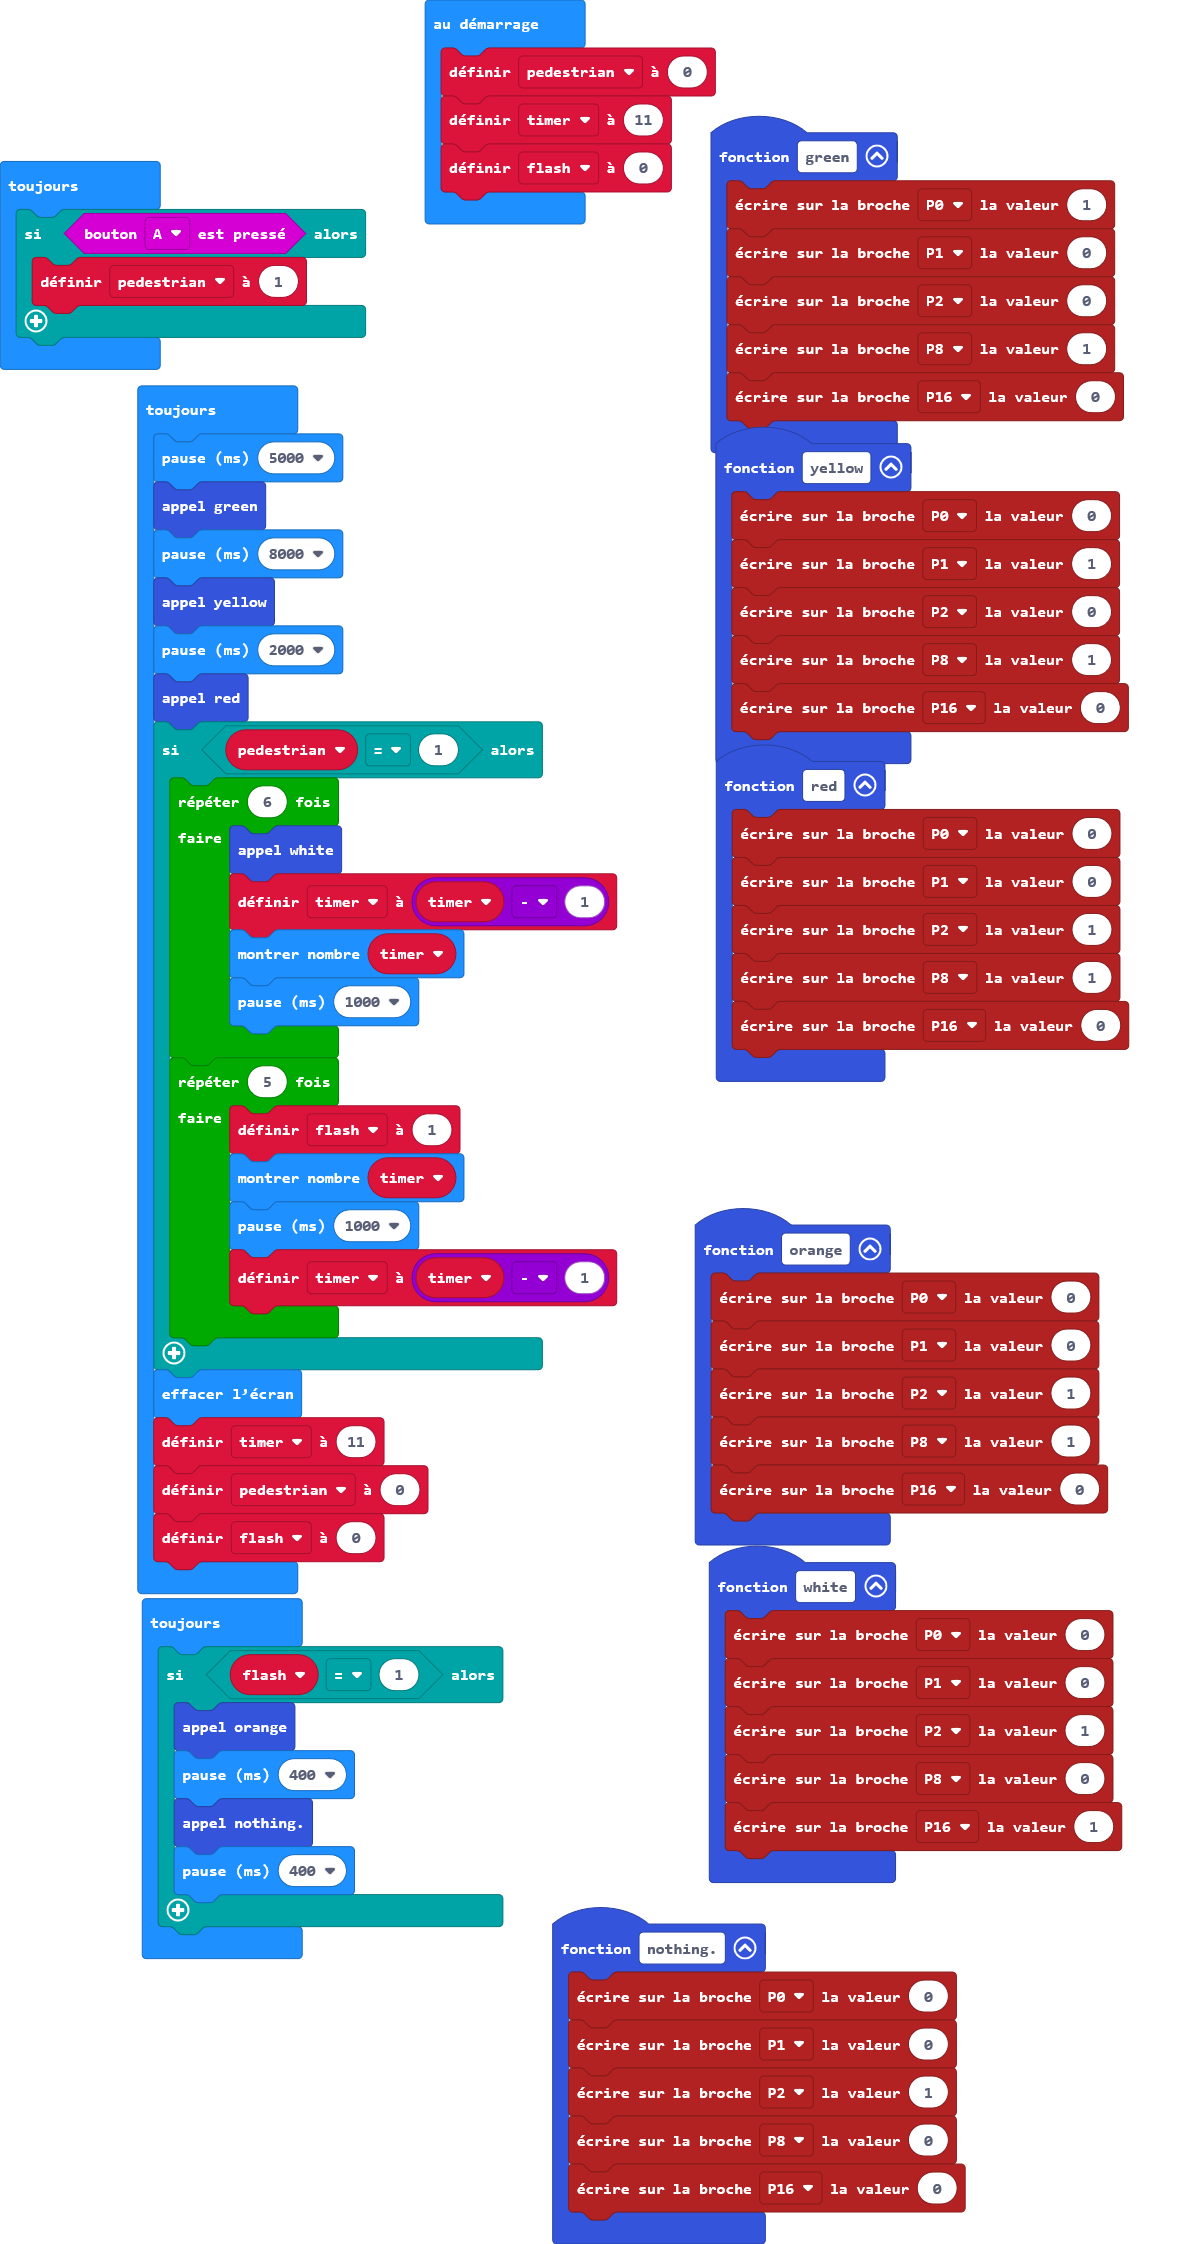 au démarrage
définir pedestrian à 0
définir timer à 11
définir flash à 0
toujours
si bouton A est pressé alors
définir pedestrian à 1
toujours
pause (ms) 5000
appel green
pause (ms) 8000
appel yellow
pause (ms) 2000
appel red
si pedestrian = 1 alors
répéter 6 fois
faire
appel white
définir timer à timer - 1
montrer nombre timer
pause (ms) 1000
répéter 5 fois
faire
définir flash à 1
montrer nombre timer
pause (ms) 1000
définir timer à timer - 1
effacer l’écran
définir timer à 11
définir pedestrian à 0
définir flash à 0
toujours
si flash = 1 alors
appel orange
pause (ms) 400
appel nothing.
pause (ms) 400
fonction green
écrire sur la broche P0 la valeur 1
écrire sur la broche P1 la valeur 0
écrire sur la broche P2 la valeur 0
écrire sur la broche P8 la valeur 1
écrire sur la broche P16 la valeur 0
fonction yellow
écrire sur la broche P0 la valeur 0
écrire sur la broche P1 la valeur 1
écrire sur la broche P2 la valeur 0
écrire sur la broche P8 la valeur 1
écrire sur la broche P16 la valeur 0
fonction red
écrire sur la broche P0 la valeur 0
écrire sur la broche P1 la valeur 0
écrire sur la broche P2 la valeur 1
écrire sur la broche P8 la valeur 1
écrire sur la broche P16 la valeur 0
fonction orange
écrire sur la broche P0 la valeur 0
écrire sur la broche P1 la valeur 0
écrire sur la broche P2 la valeur 1
écrire sur la broche P8 la valeur 1
écrire sur la broche P16 la valeur 0
fonction white
écrire sur la broche P0 la valeur 0
écrire sur la broche P1 la valeur 0
écrire sur la broche P2 la valeur 1
écrire sur la broche P8 la valeur 0
écrire sur la broche P16 la valeur 1
fonction nothing.
écrire sur la broche P0 la valeur 0
écrire sur la broche P1 la valeur 0
écrire sur la broche P2 la valeur 1
écrire sur la broche P8 la valeur 0
écrire sur la broche P16 la valeur 0